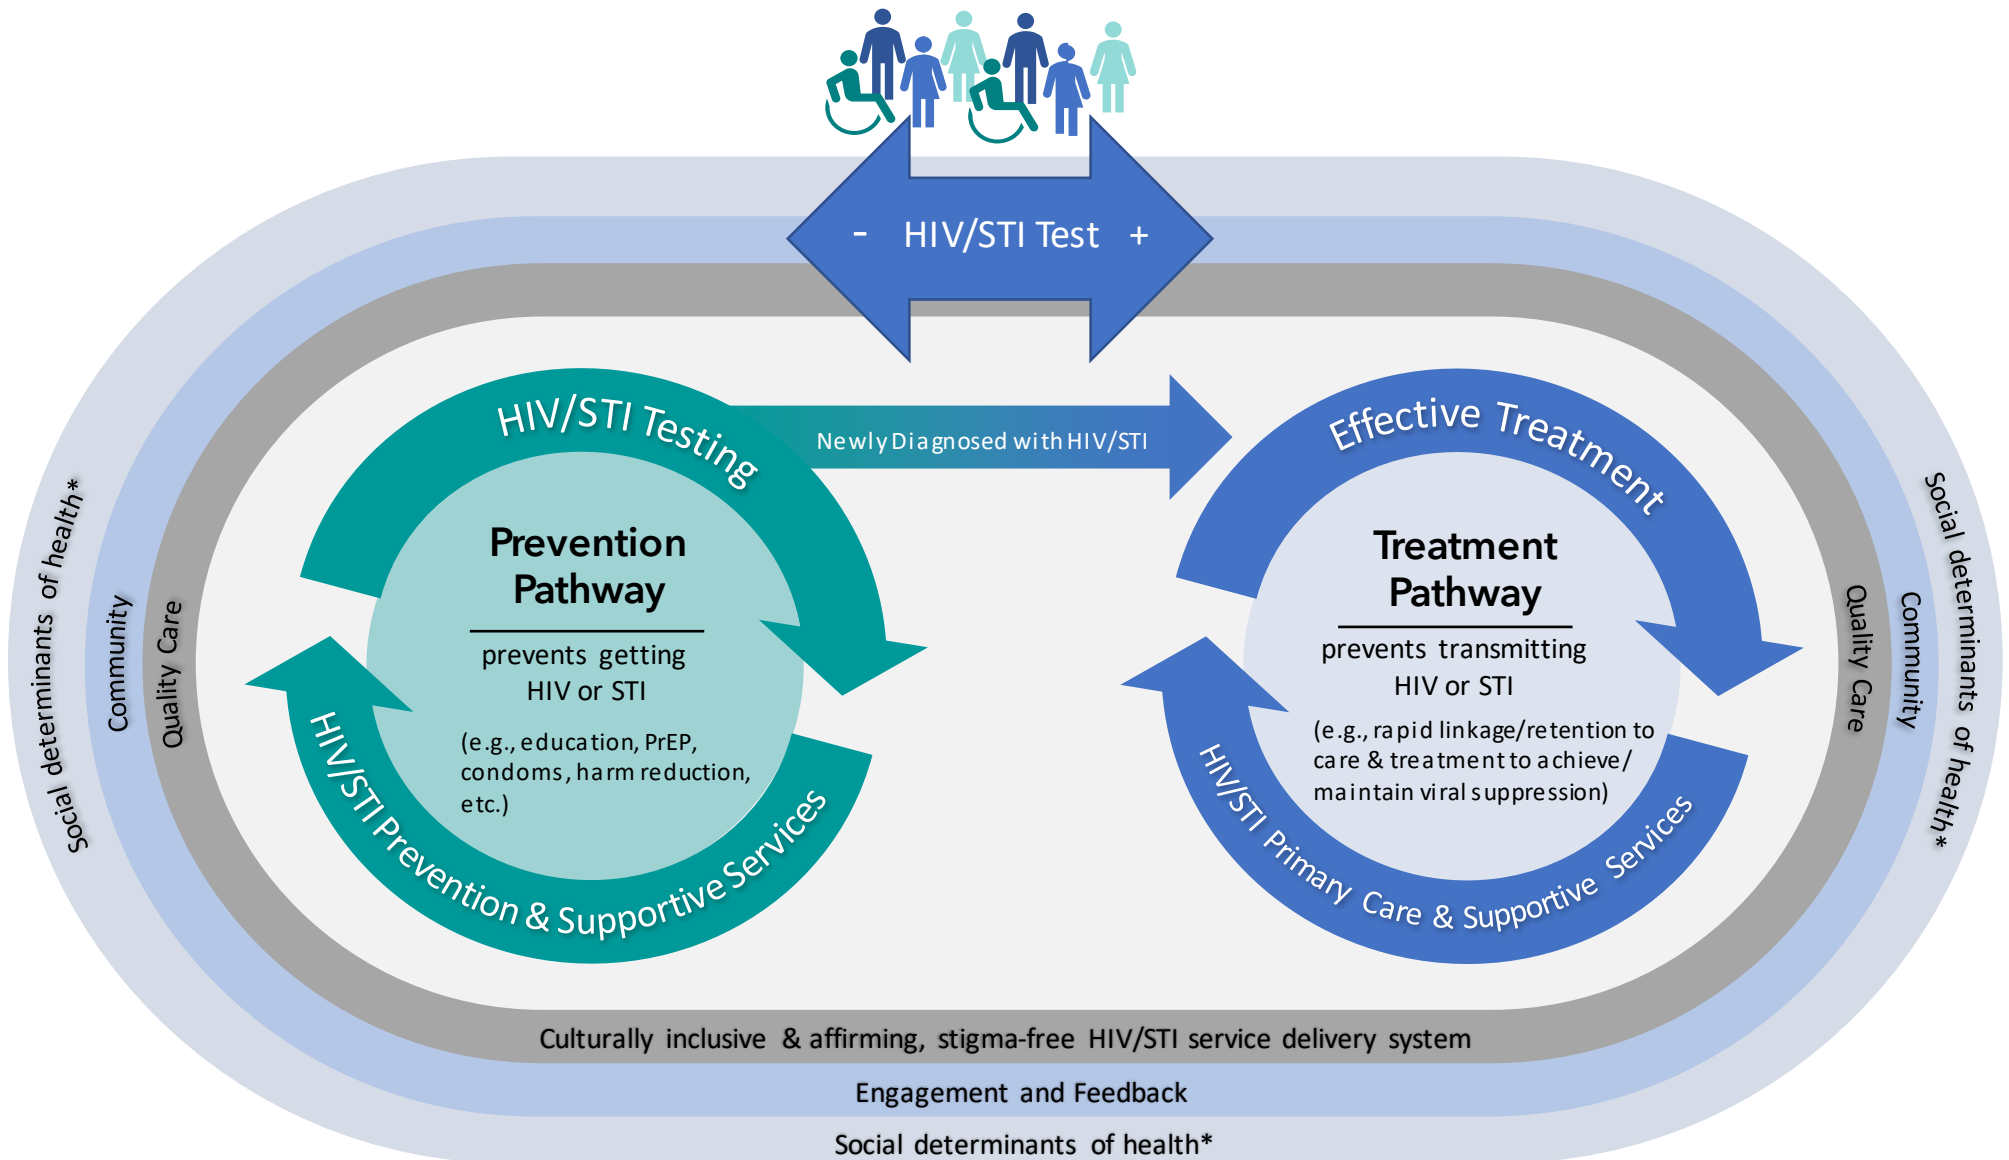 - HIV/STI Test +
HIV/STI Testing
Newly Diagnosed with HIV/STI
Effective Treatment
Prevention
Pathway
prevents getting
HIV or STI
(e.g., education, PrEP,
condoms, harm reduction,
etc.)
HIV/STI Prevention & Supportive Services
Treatment
Pathway
prevents transmitting
HIV or STI
(e.g., rapid linkage/retention to
care & treatment to achieve/
maintain viral suppression)
HIV/STI Primary Care & Supportive Services
Social determinants of health*
Community
Quality Care
Quality Care
Community
Social determinants of health*
Culturally inclusive & affirming, stigma-free HIV/STI service delivery system
Engagement and Feedback
Social determinants of health*